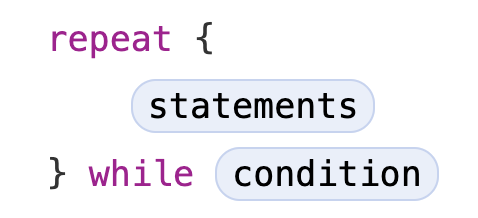 repeat {
statements
} while condition